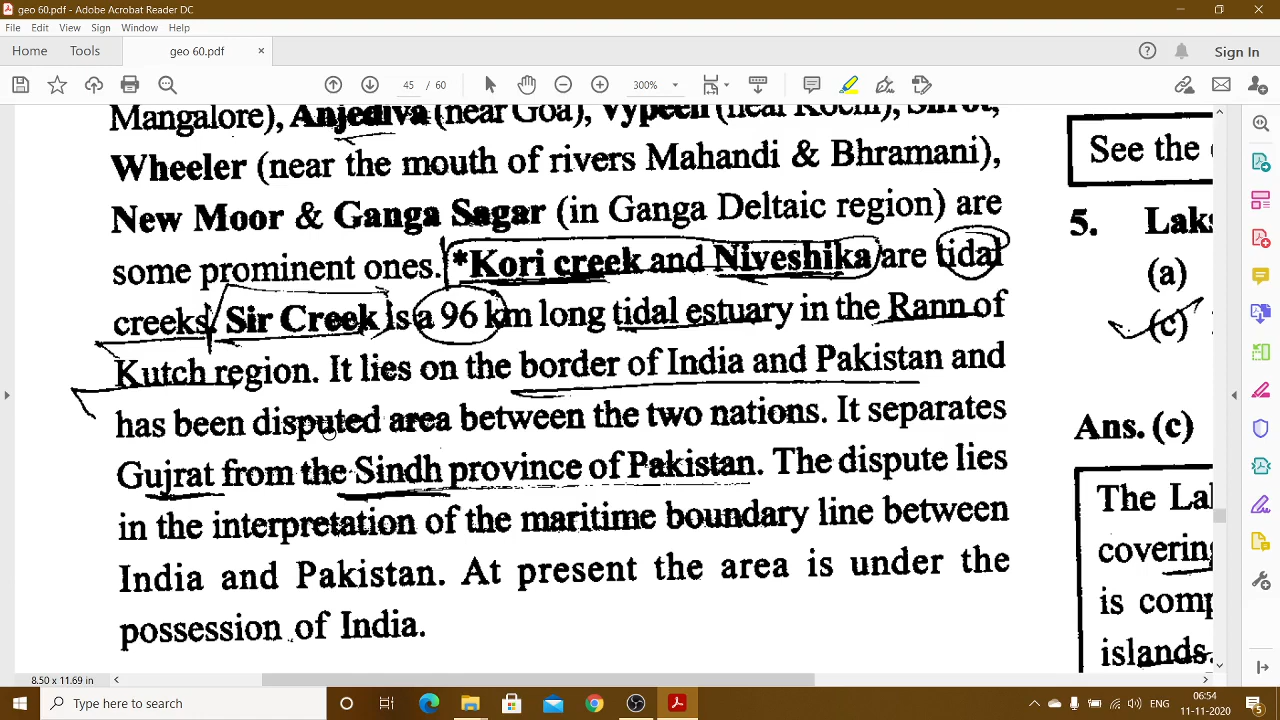 geo 60.pdf - Adobe Acrobat Reader DC
File Edit View Sign Window Help
Home Tools geo 60.pdf × Sign In
45 / 60 300%
Mangalore), Anjediva (near Goa), Vypeen (near Kochi),
Wheeler (near the mouth of rivers Mahandi & Bhramani),
New Moor & Ganga Sagar (in Ganga Deltaic region) are
some prominent ones. *Kori creek and Niveshika are tidal
creeks. Sir Creek is a 96 km long tidal estuary in the Rann of
Kutch region. It lies on the border of India and Pakistan and
has been disputed area between the two nations. It separates
Gujrat from the Sindh province of Pakistan. The dispute lies
in the interpretation of the maritime boundary line between
India and Pakistan. At present the area is under the
possession of India.
See the
5. Laks
(a)
(c)
Ans. (c)
The La
covering
is comp
islands.
8.50 x 11.69 in
Type here to search
ENG
06:54
11-11-2020
5